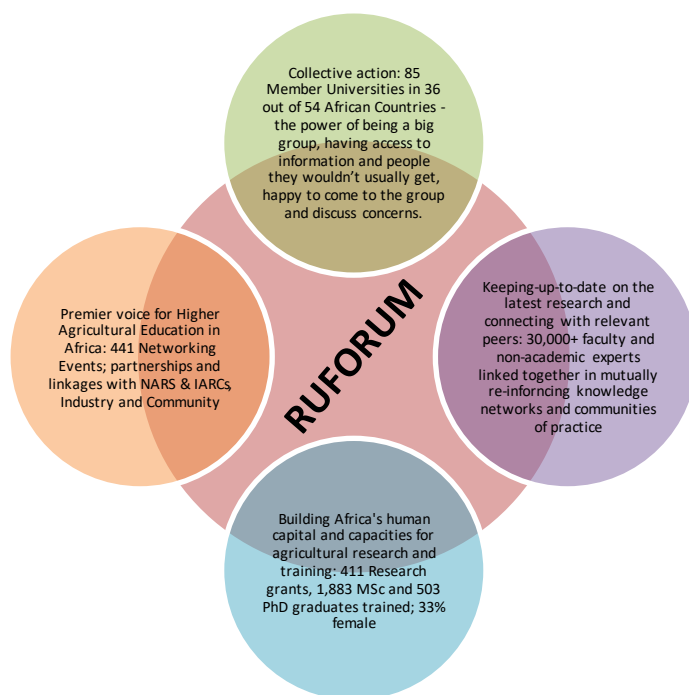 Collective action: 85
Member Universities in 36
out of 54 African Countries -
the power of being a big
group, having access to
information and people
they wouldn't usually get,
happy to come to the group
and discuss concerns.
Premier voice for Higher
Agricultural Education in
Africa: 441 Networking
Events; partnerships and
linkages with NARS & IARCs,
Industry and Community
RUFORUM
Keeping-up-to-date on the
latest research and
connecting with relevant
peers: 30,000+ faculty and
non-academic experts
linked together in mutually
re-inforncing knowledge
networks and communities
of practice
Building Africa's human
capital and capacities for
agricultural research and
training: 411 Research
grants, 1,883 MSc and 503
PhD graduates trained; 33%
female